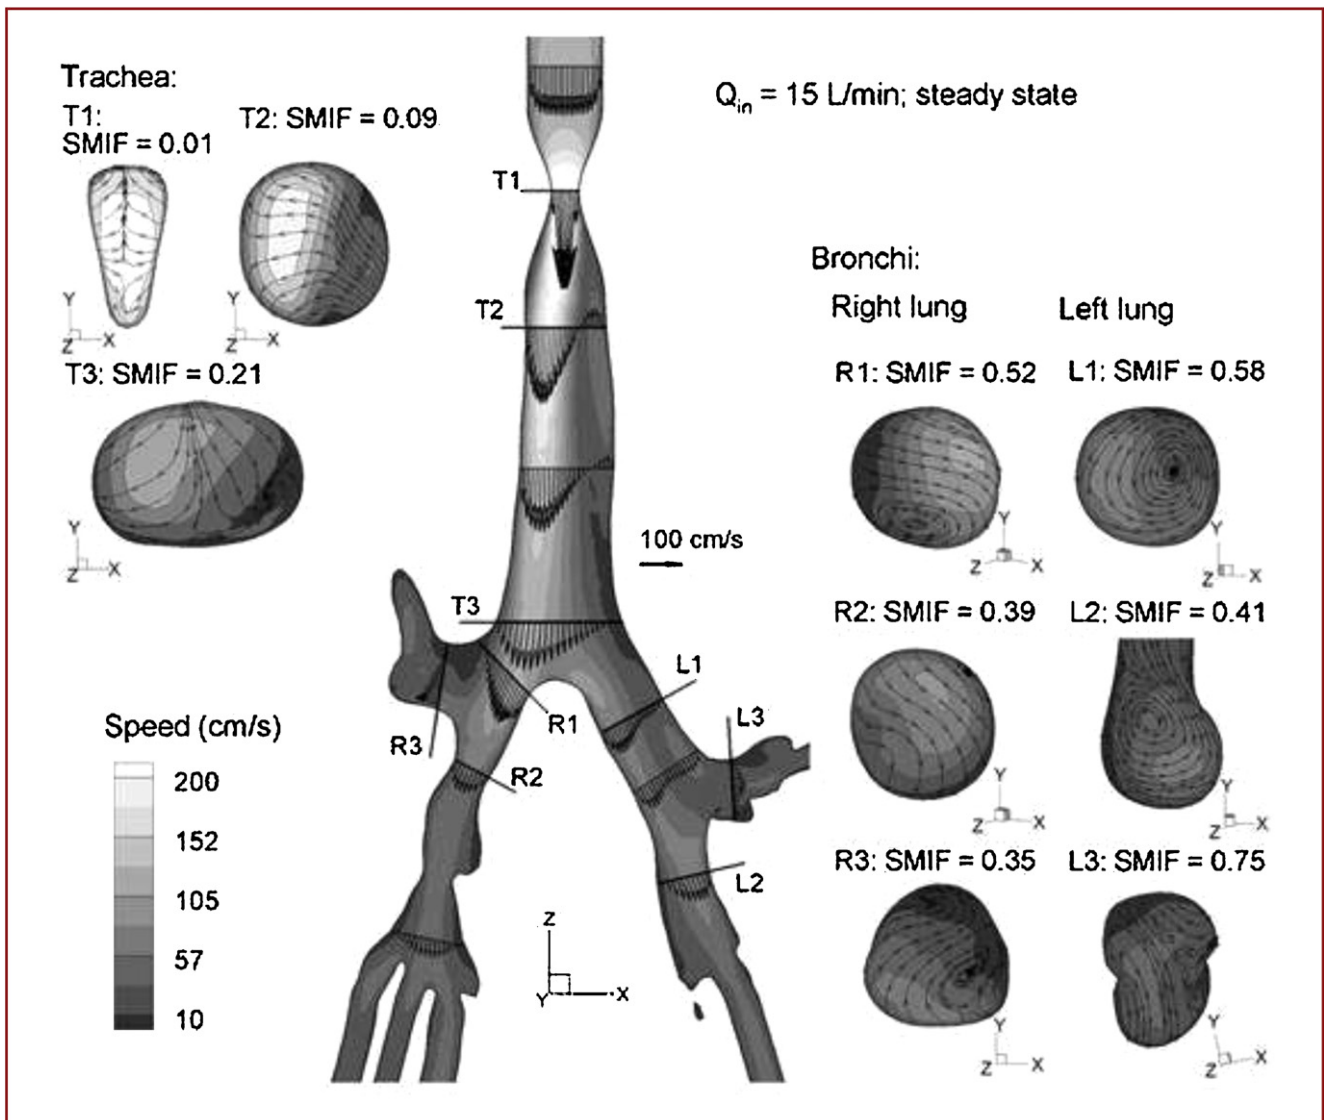 Trachea:
T1:
SMIF = 0.01
T2: SMIF = 0.09
Y
Z
X
Y
Z
X
T3: SMIF = 0.21
Y
Z
X
Q_in = 15 L/min; steady state
T1
T2
100 cm/s
T3
L1
L3
R1
R3
R2
L2
Z
Y
X
Speed (cm/s)
200
152
105
57
10
Bronchi:
Right lung
Left lung
R1: SMIF = 0.52
L1: SMIF = 0.58
Y
Z
X
Y
Z
X
R2: SMIF = 0.39
L2: SMIF = 0.41
Y
Z
X
Y
Z
X
R3: SMIF = 0.35
L3: SMIF = 0.75
Y
Z
X
Y
Z
X